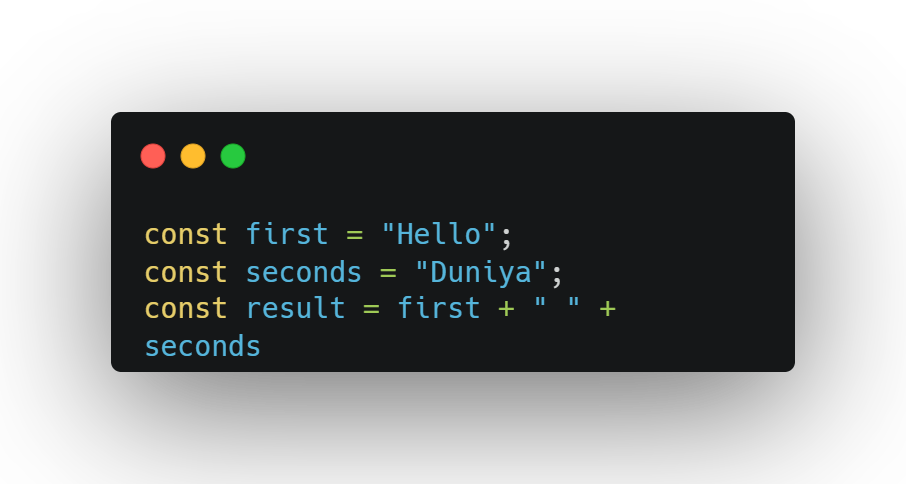 const first = "Hello";
const seconds = "Duniya";
const result = first + " " +
seconds